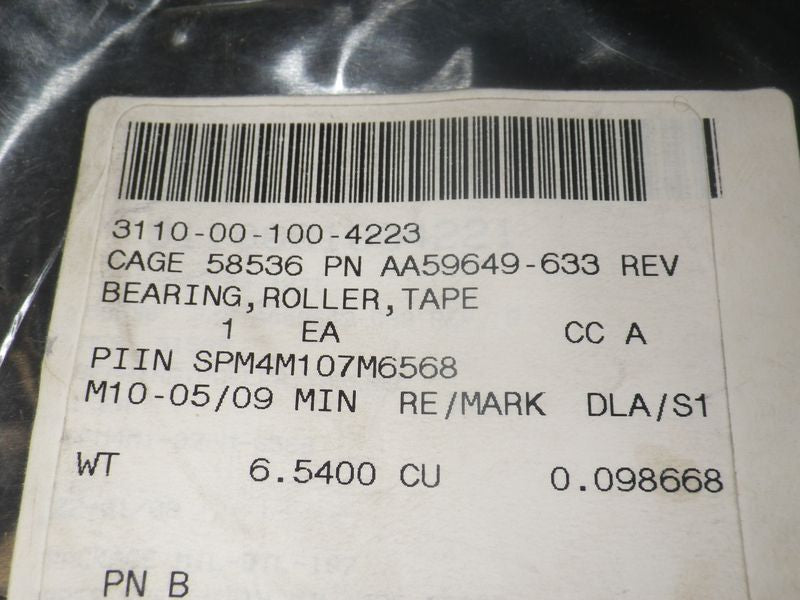 3110-00-100-4223
CAGE 58536 PN AA59649-633 REV
BEARING,ROLLER,TAPE
1 EA CC A
PIIN SPM4M107M6568
M10-05/09 MIN RE/MARK DLA/S1
WT 6.5400 CU 0.098668
PN B